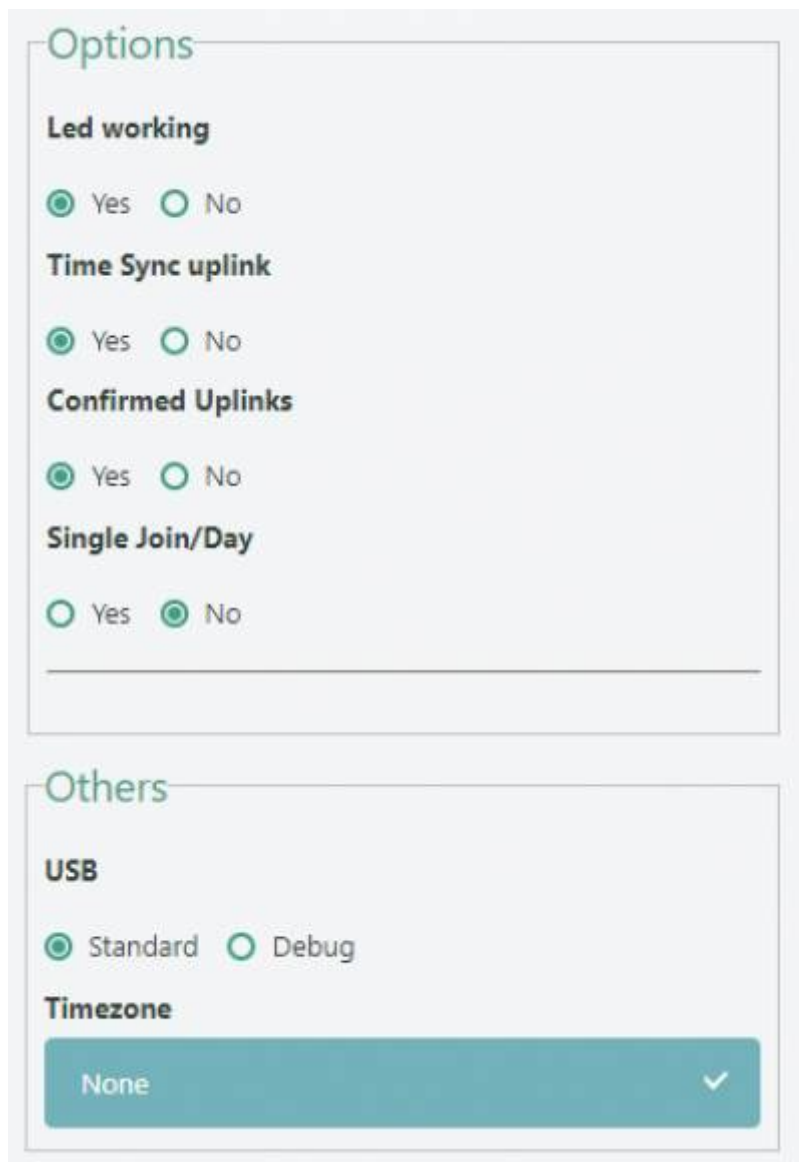 Options
Led working
Yes No
Time Sync uplink
Yes No
Confirmed Uplinks
Yes No
Single Join/Day
Yes No
Others
USB
Standard Debug
Timezone
None